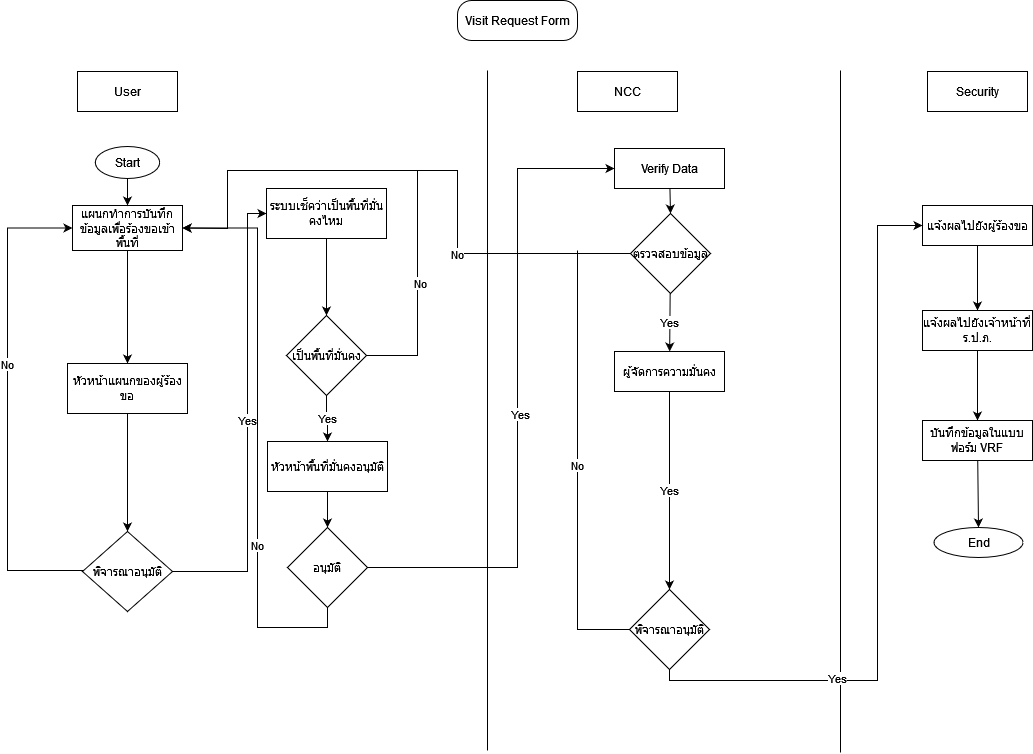 Visit Request Form
User
NCC
Security
Start
แผนกทำการบันทึก
ข้อมูลเพื่อร้องขอเข้า
พื้นที่
ระบบเช็คว่าเป็นพื้นที่มั่น
คงไหม
No
เป็นพื้นที่มั่นคง
No
หัวหน้าแผนกของผู้ร้อง
ขอ
Yes
Yes
หัวหน้าพื้นที่มั่นคงอนุมัติ
No
อนุมัติ
พิจารณาอนุมัติ
Yes
Verify Data
ตรวจสอบข้อมูล
No
Yes
ผู้จัดการความมั่นคง
No
Yes
พิจารณาอนุมัติ
Yes
แจ้งผลไปยังผู้ร้องขอ
แจ้งผลไปยังเจ้าหน้าที่
ร.ป.ภ.
บันทึกข้อมูลในแบบ
ฟอร์ม VRF
End